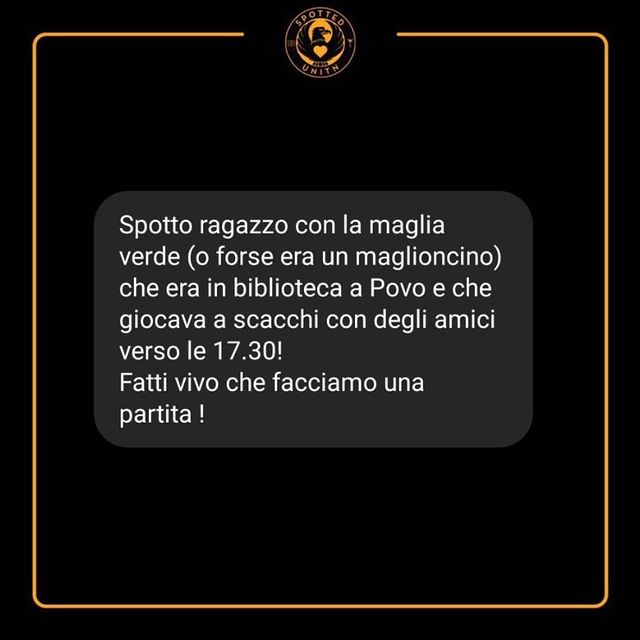 SPOTTED
UNITN
Spotto ragazzo con la maglia
verde (o forse era un maglioncino)
che era in biblioteca a Povo e che
giocava a scacchi con degli amici
verso le 17.30!
Fatti vivo che facciamo una
partita !